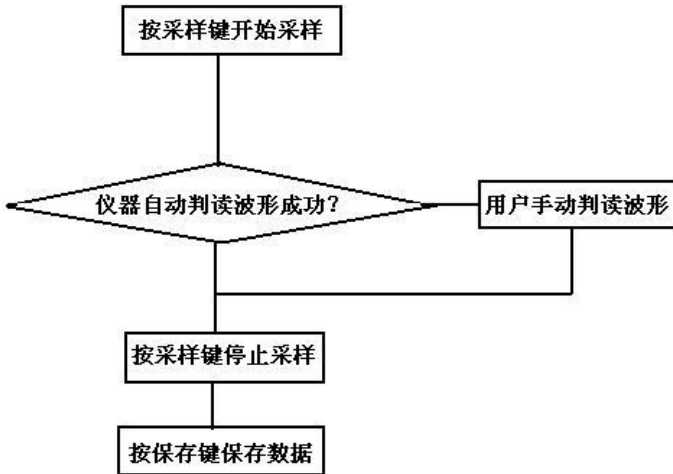 按采样键开始采样
仪器自动判读波形成功？
用户手动判读波形
按采样键停止采样
按保存键保存数据